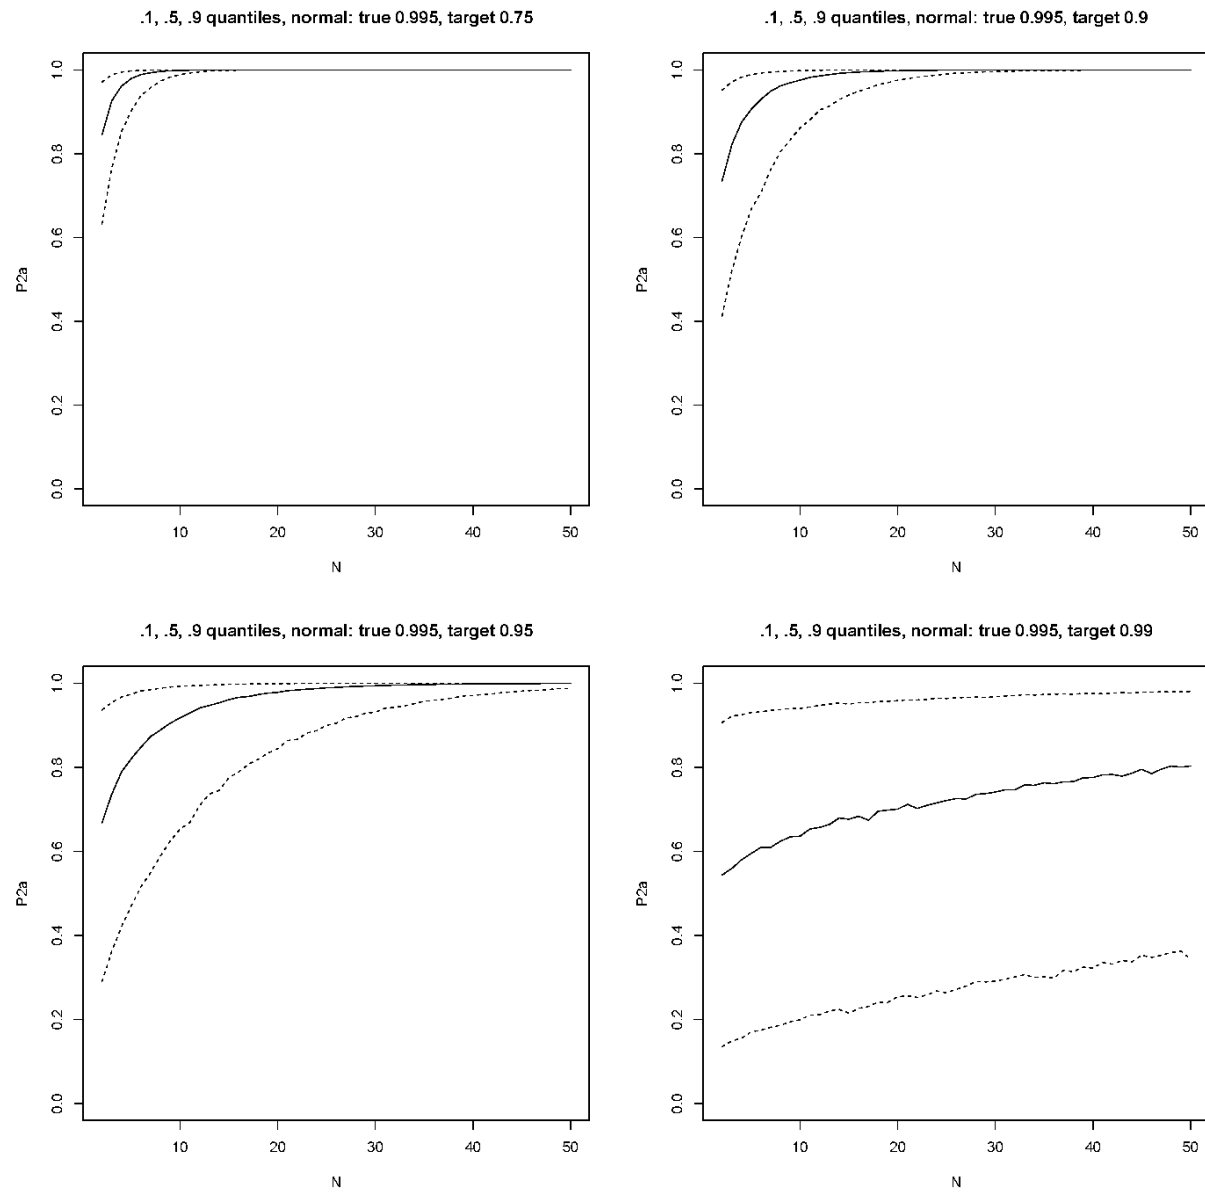 .1, .5, .9 quantiles, normal: true 0.995, target 0.75
1.0
0.8
0.6
0.4
0.2
0.0
P2a
10 20 30 40 50
N
.1, .5, .9 quantiles, normal: true 0.995, target 0.9
1.0
0.8
0.6
0.4
0.2
0.0
P2a
10 20 30 40 50
N
.1, .5, .9 quantiles, normal: true 0.995, target 0.95
1.0
0.8
0.6
0.4
0.2
0.0
P2a
10 20 30 40 50
N
.1, .5, .9 quantiles, normal: true 0.995, target 0.99
1.0
0.8
0.6
0.4
0.2
0.0
P2a
10 20 30 40 50
N